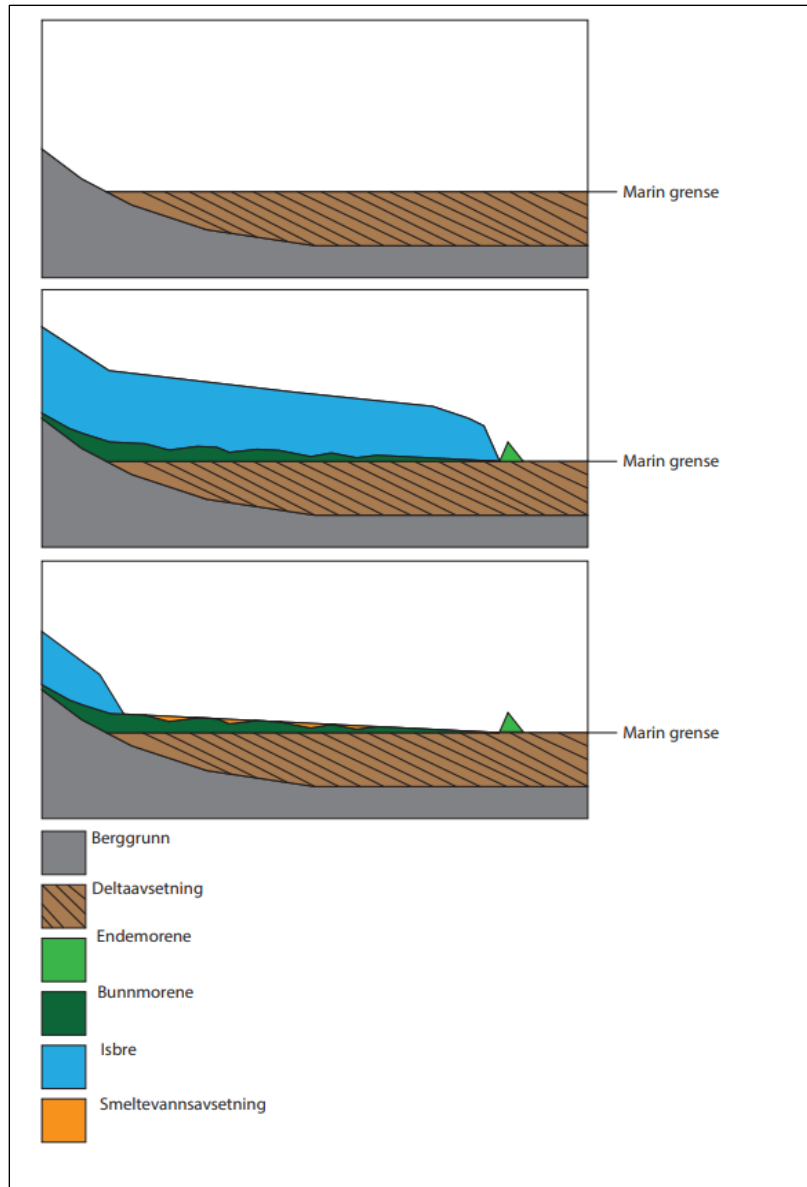 Marin grense
Marin grense
Marin grense
Berggrunn
Deltaavsetning
Endemorene
Bunnmorene
Isbre
Smeltevannsavsetning